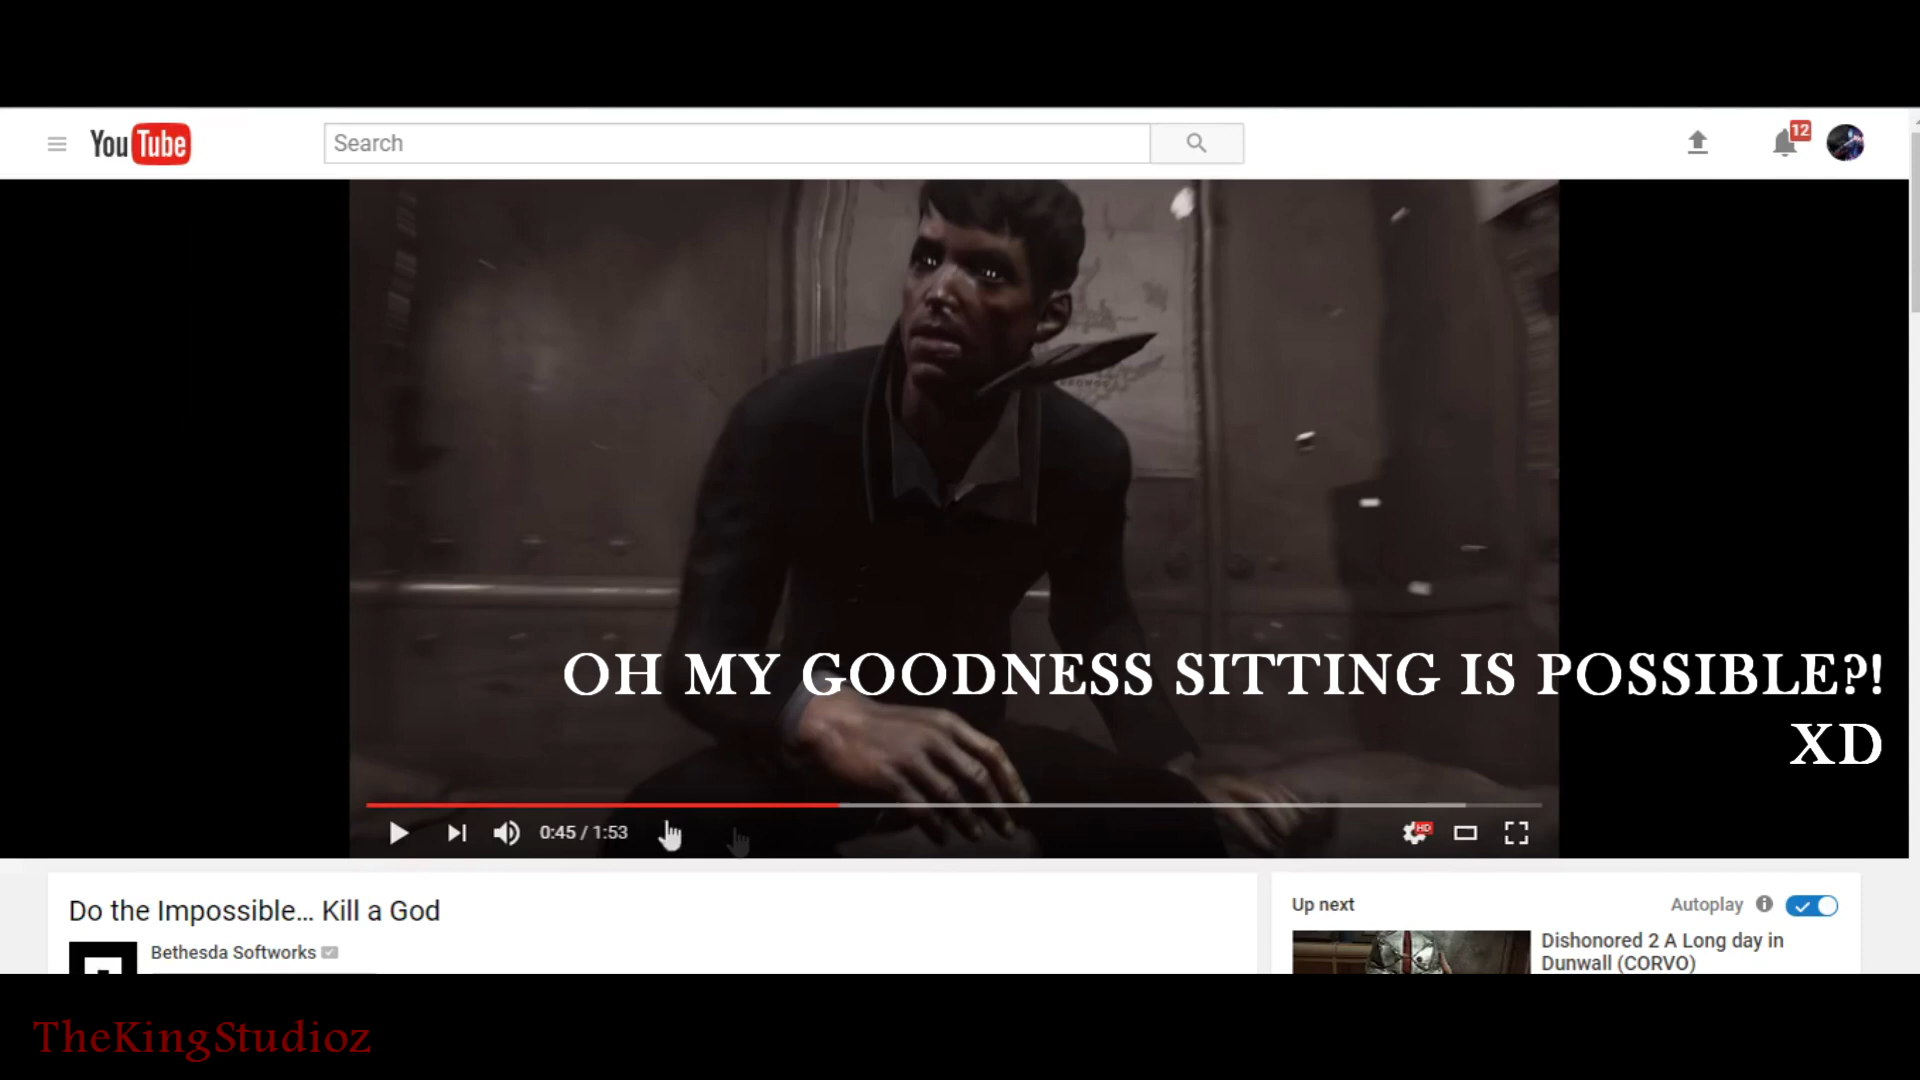 YouTube
Search
12
OH MY GOODNESS SITTING IS POSSIBLE?!
XD
0:45 / 1:53
HD
Do the Impossible... Kill a God
Bethesda Softworks
Up next
Autoplay
Dishonored 2 A Long day in
Dunwall (CORVO)
TheKingStudioz